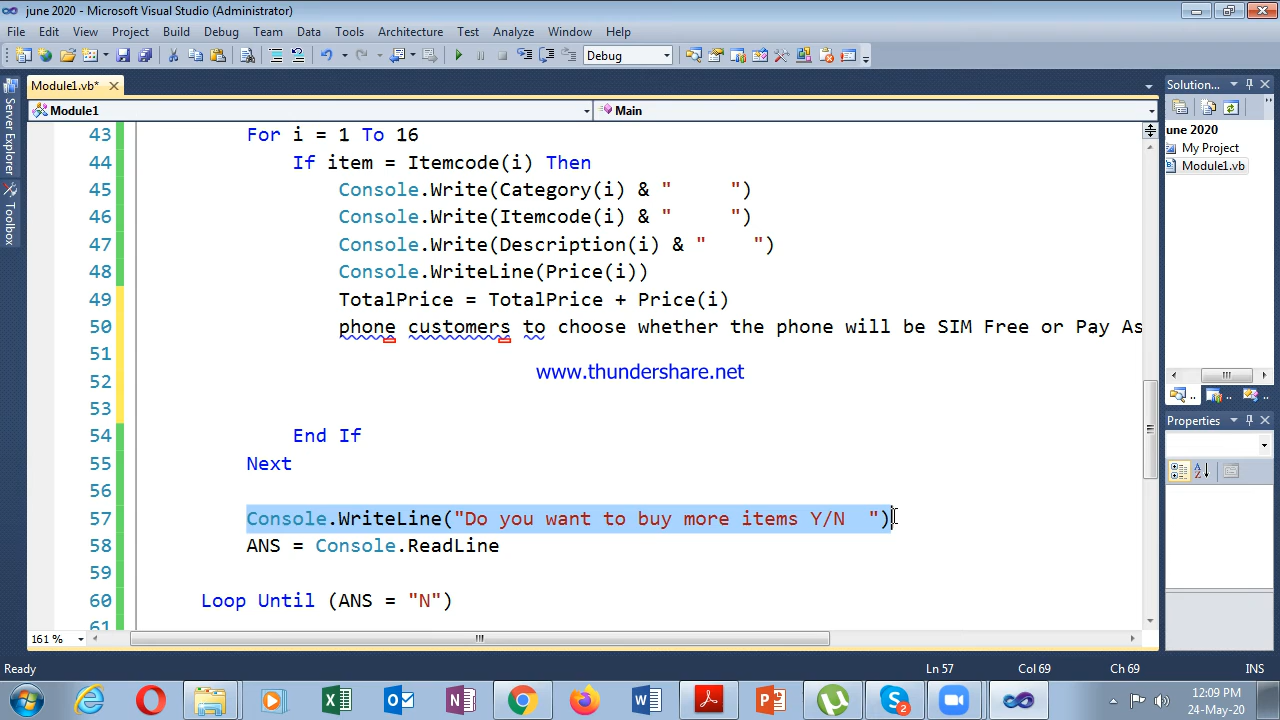 june 2020 - Microsoft Visual Studio (Administrator)
File Edit View Project Build Debug Team Data Tools Architecture Test Analyze Window Help
Debug
Module1.vb*
Module1 Main
43 For i = 1 To 16
44 If item = Itemcode(i) Then
45 Console.Write(Category(i) & "      ")
46 Console.Write(Itemcode(i) & "      ")
47 Console.Write(Description(i) & "    ")
48 Console.WriteLine(Price(i))
49 TotalPrice = TotalPrice + Price(i)
50 phone customers to choose whether the phone will be SIM Free or Pay As
51
www.thundershare.net
52
53
54 End If
55 Next
56
57 Console.WriteLine("Do you want to buy more items Y/N  ")
58 ANS = Console.ReadLine
59
60 Loop Until (ANS = "N")
61
161 %
Server Explorer
Toolbox
Solution...
une 2020
My Project
Module1.vb
Properties
Ready Ln 57 Col 69 Ch 69 INS
2
12:09 PM
24-May-20